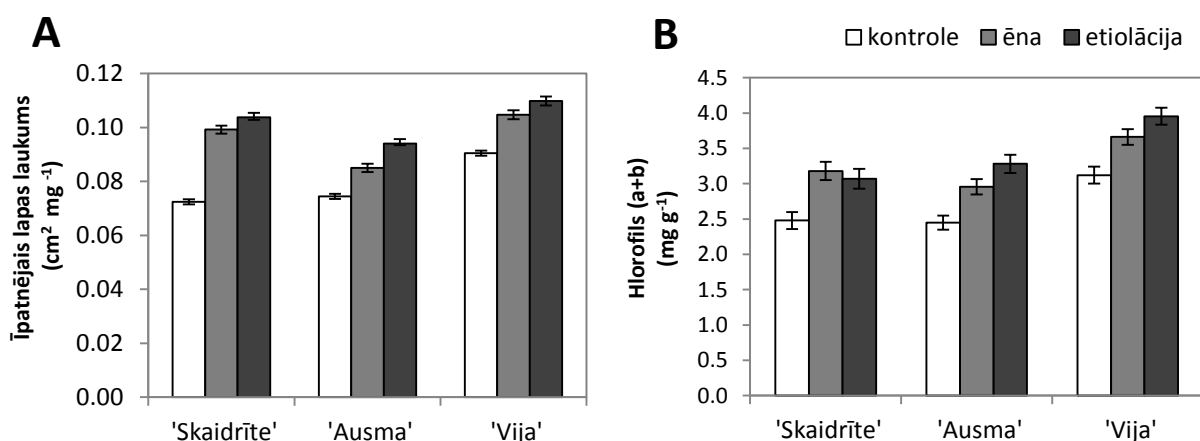 A
Īpatnējais lapas laukums
(cm² mg ⁻¹)
0.12
0.10
0.08
0.06
0.04
0.02
0.00
'Skaidrīte' 'Ausma' 'Vija'
B
kontrole ēna etiolācija
Hlorofils (a+b)
(mg g⁻¹)
4.5
4.0
3.5
3.0
2.5
2.0
1.5
1.0
0.5
0.0
'Skaidrīte' 'Ausma' 'Vija'